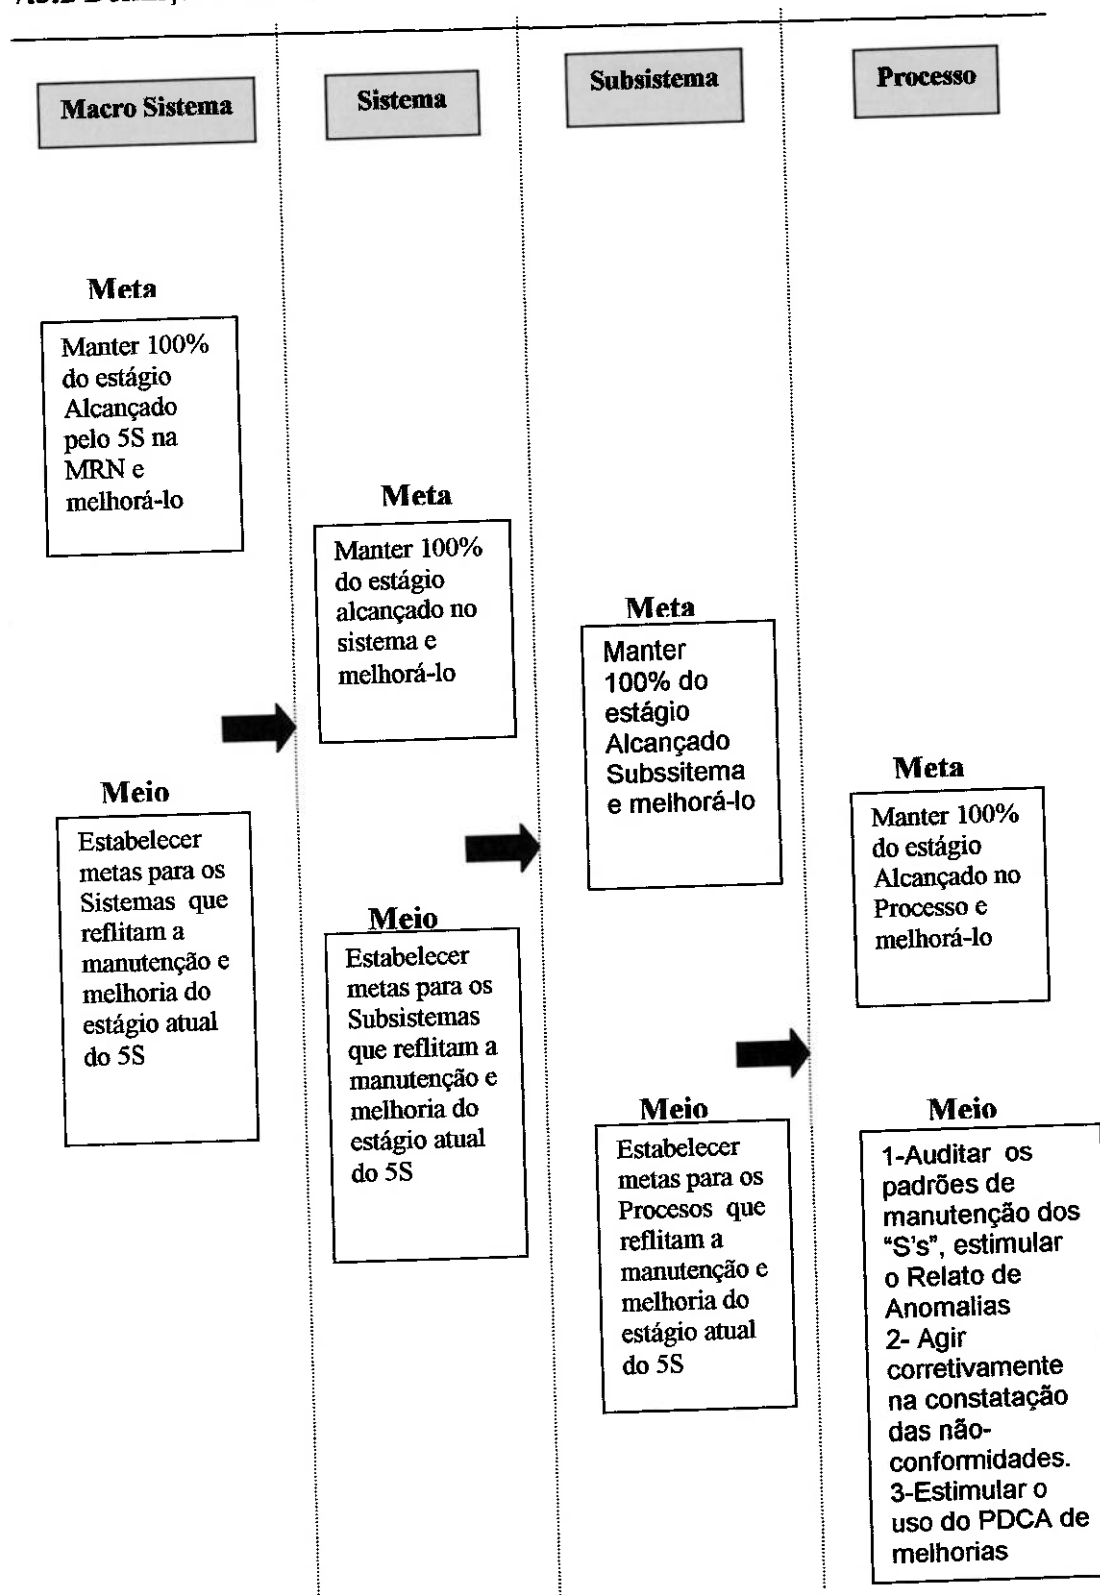 Macro Sistema
Sistema
Subsistema
Processo
Meta
Manter 100%
do estágio
Alcançado
pelo 5S na
MRN e
melhorá-lo
Meio
Estabelecer
metas para os
Sistemas que
reflitam a
manutenção e
melhoria do
estágio atual
do 5S
Meta
Manter 100%
do estágio
alcançado no
sistema e
melhorá-lo
Meio
Estabelecer
metas para os
Subsistemas
que reflitam a
manutenção e
melhoria do
estágio atual
do 5S
Meta
Manter
100% do
estágio
Alcançado
Subssitema
e melhorá-lo
Meio
Estabelecer
metas para os
Procesos que
reflitam a
manutenção e
melhoria do
estágio atual
do 5S
Meta
Manter 100%
do estágio
Alcançado no
Processo e
melhorá-lo
Meio
1-Auditar os
padrões de
manutenção dos
“S's”, estimular
o Relato de
Anomalias
2- Agir
corretivamente
na constatação
das não-
conformidades.
3-Estimular o
uso do PDCA de
melhorias